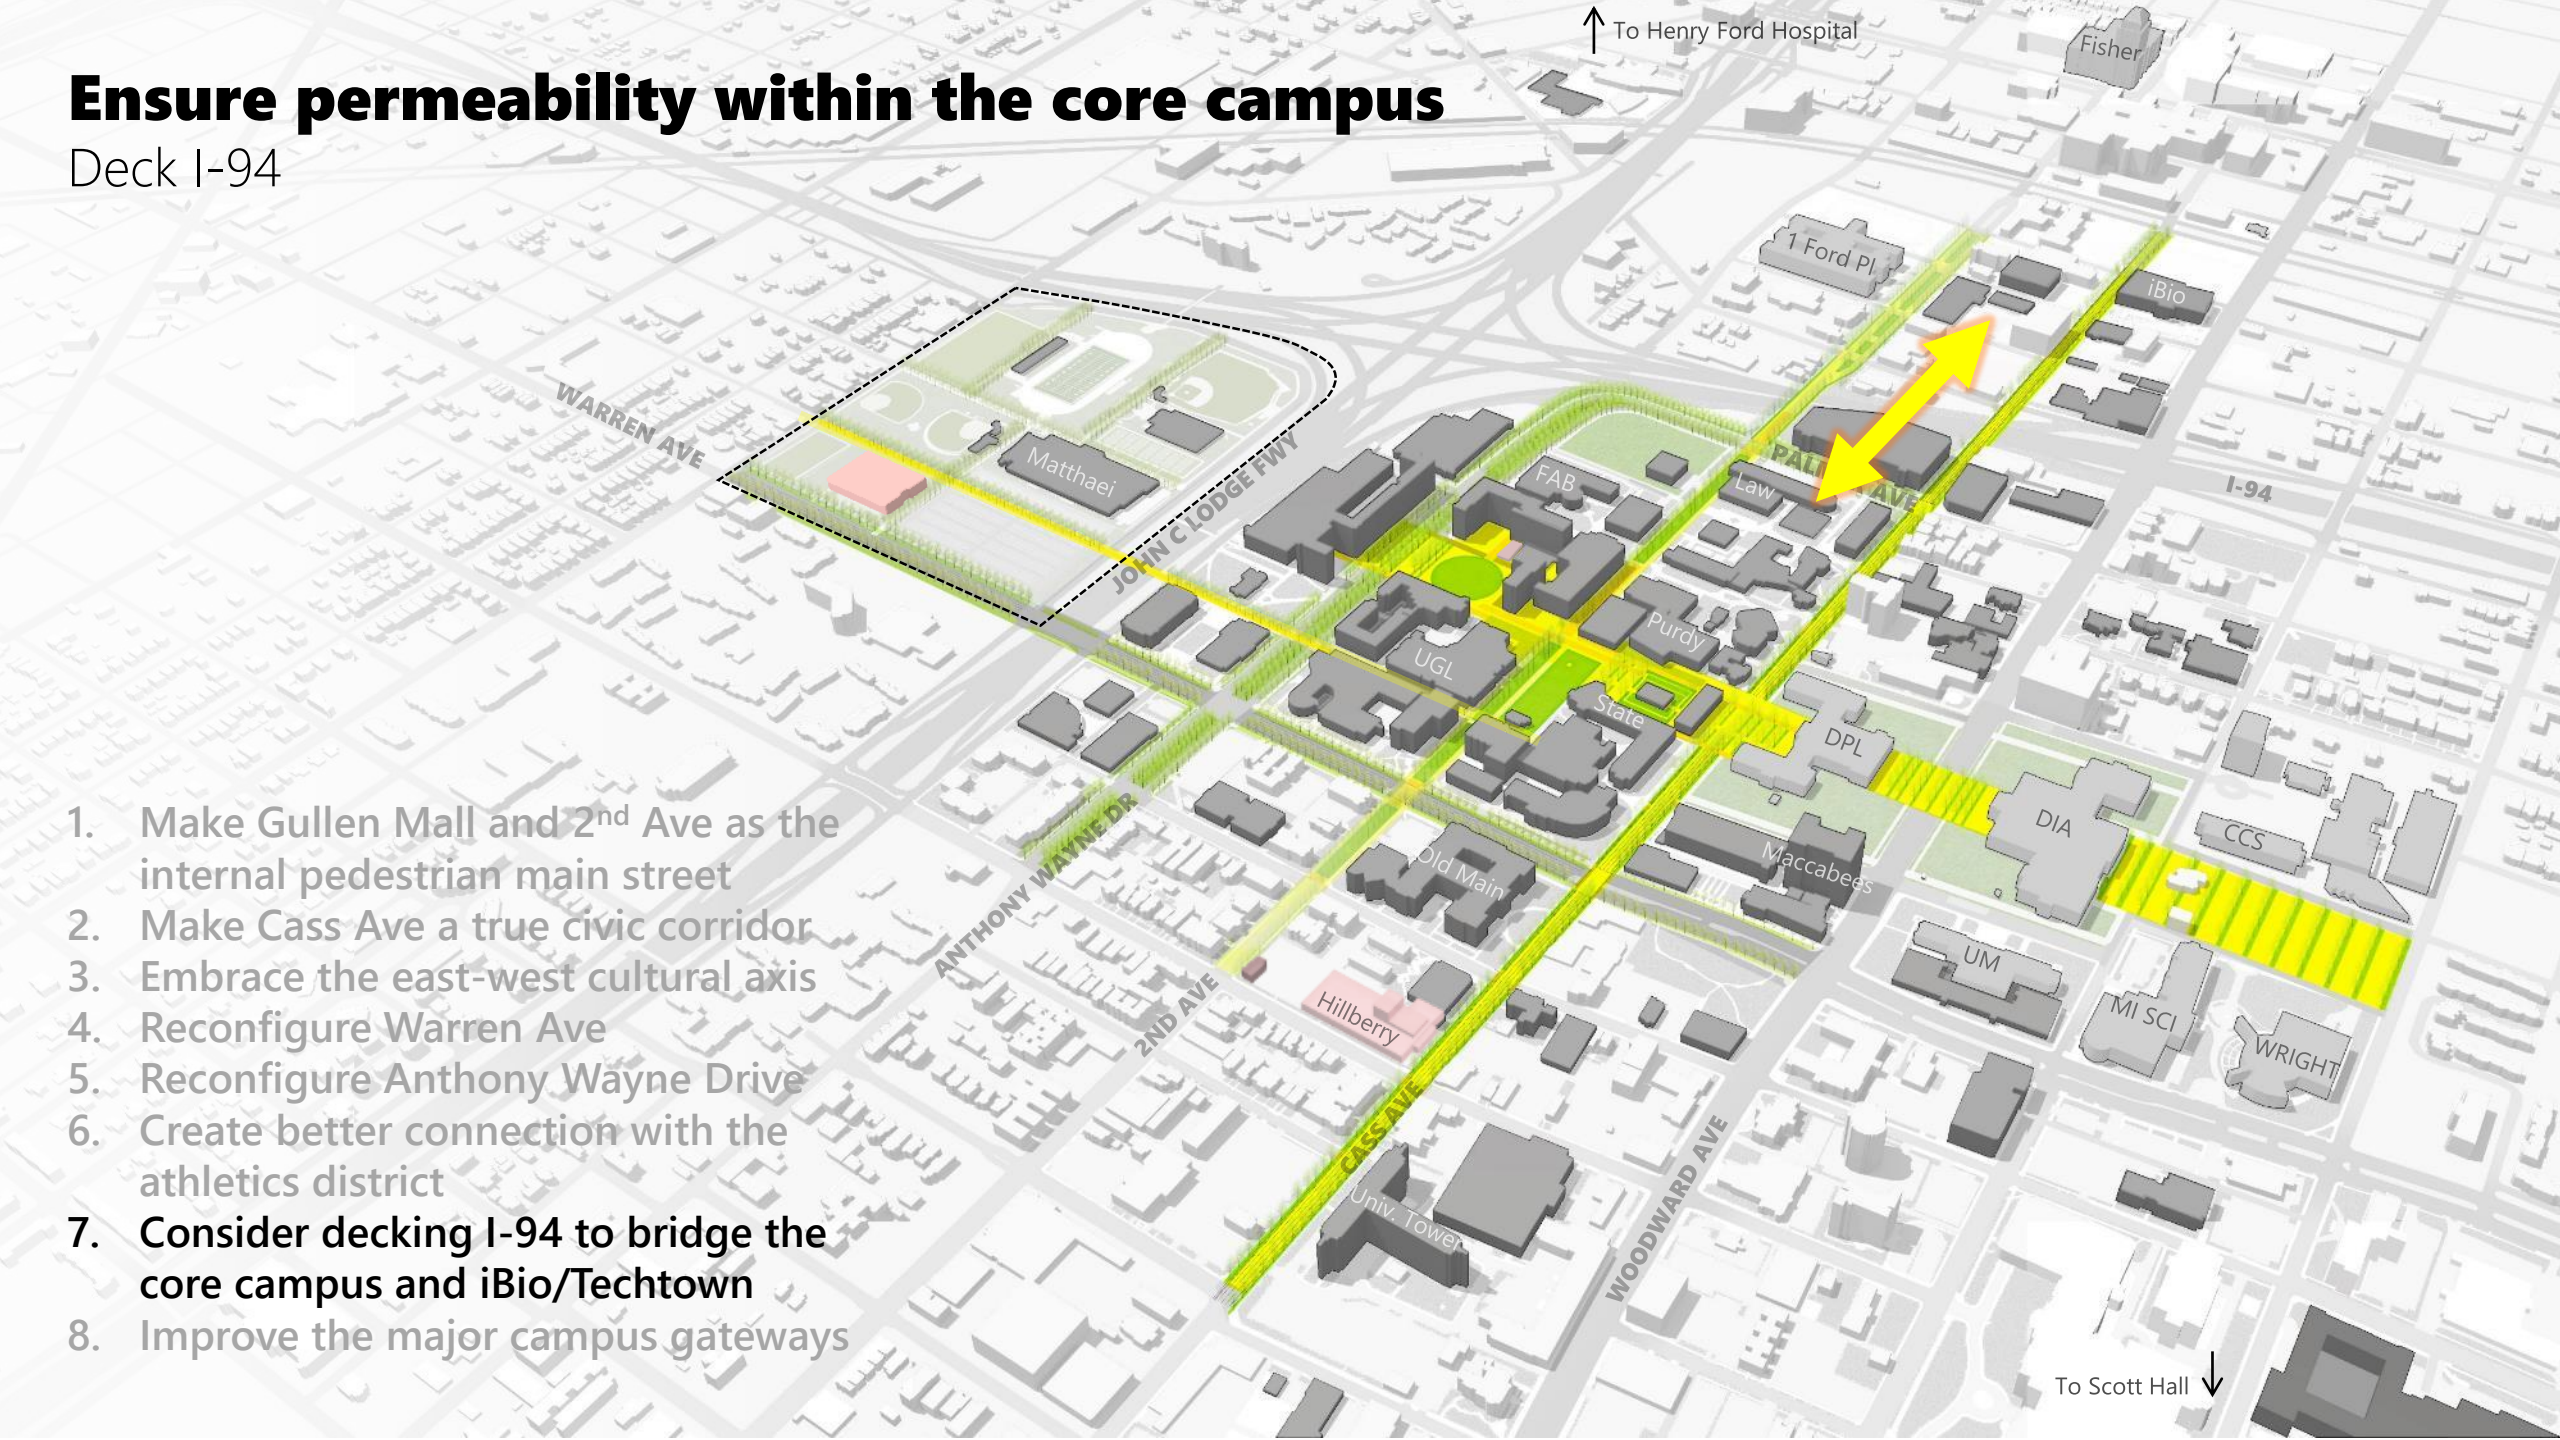 To Henry Ford Hospital
Fisher
Ensure permeability within the core campus
Deck I-94
1 Ford Pl
iBio
WARREN AVE
Matthaei
JOHN C LODGE FWY
FAB
Law
AVE
I-94
Purdy
UGL
State
DPL
DIA
CCS
Maccabees
Old Main
ANTHONY WAYNE DR
2ND AVE
Hillberry
UM
MI SCI
WRIGHT
CASS AVE
WOODWARD AVE
Univ. Tower
1. Make Gullen Mall and 2nd Ave as the
internal pedestrian main street
2. Make Cass Ave a true civic corridor
3. Embrace the east-west cultural axis
4. Reconfigure Warren Ave
5. Reconfigure Anthony Wayne Drive
6. Create better connection with the
athletics district
7. Consider decking I-94 to bridge the
core campus and iBio/Techtown
8. Improve the major campus gateways
To Scott Hall